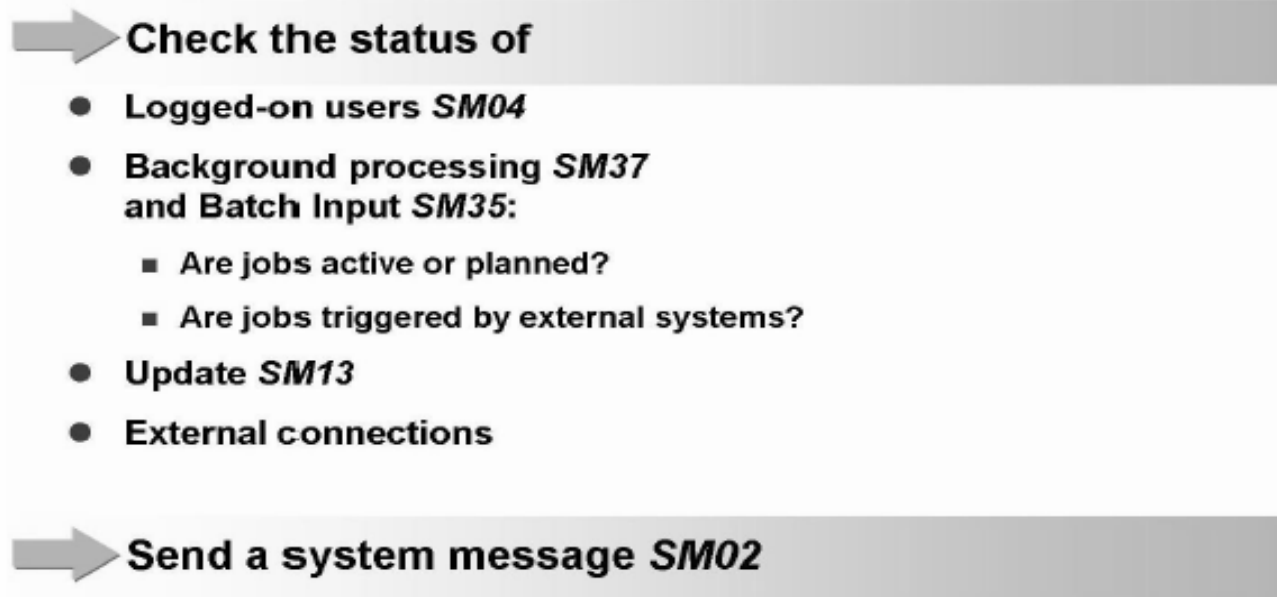 Check the status of
Logged-on users SM04
Background processing SM37
and Batch Input SM35:
Are jobs active or planned?
Are jobs triggered by external systems?
Update SM13
External connections
Send a system message SM02